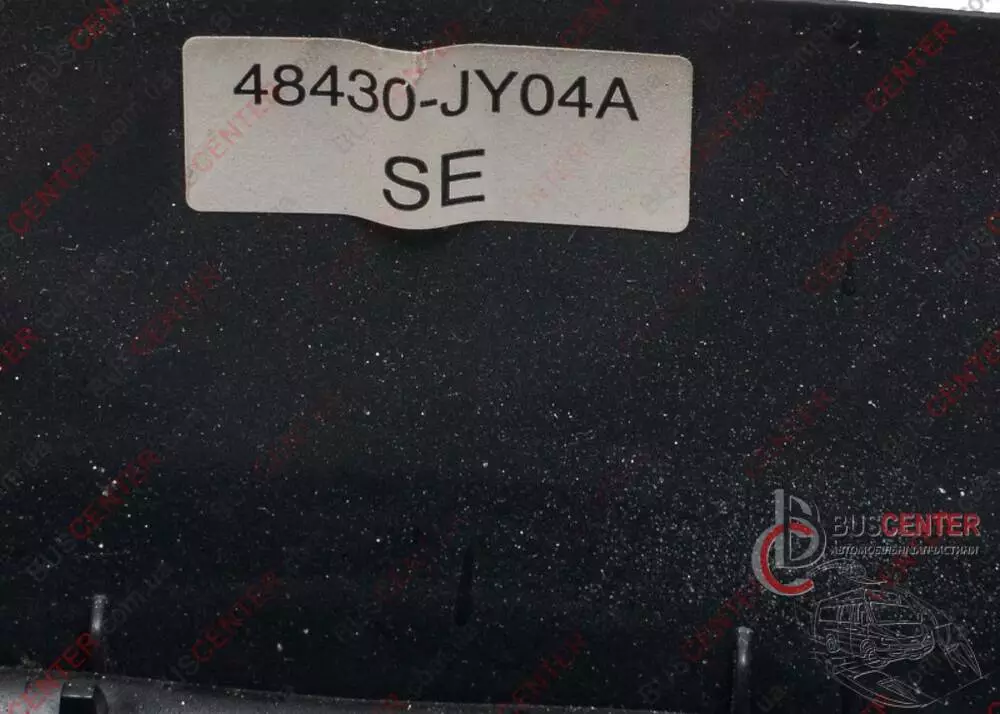 48430-JY04A
SE
BUSCENTER
АВТОМОБІЛЬНІ ЗАПЧАСТИНИ